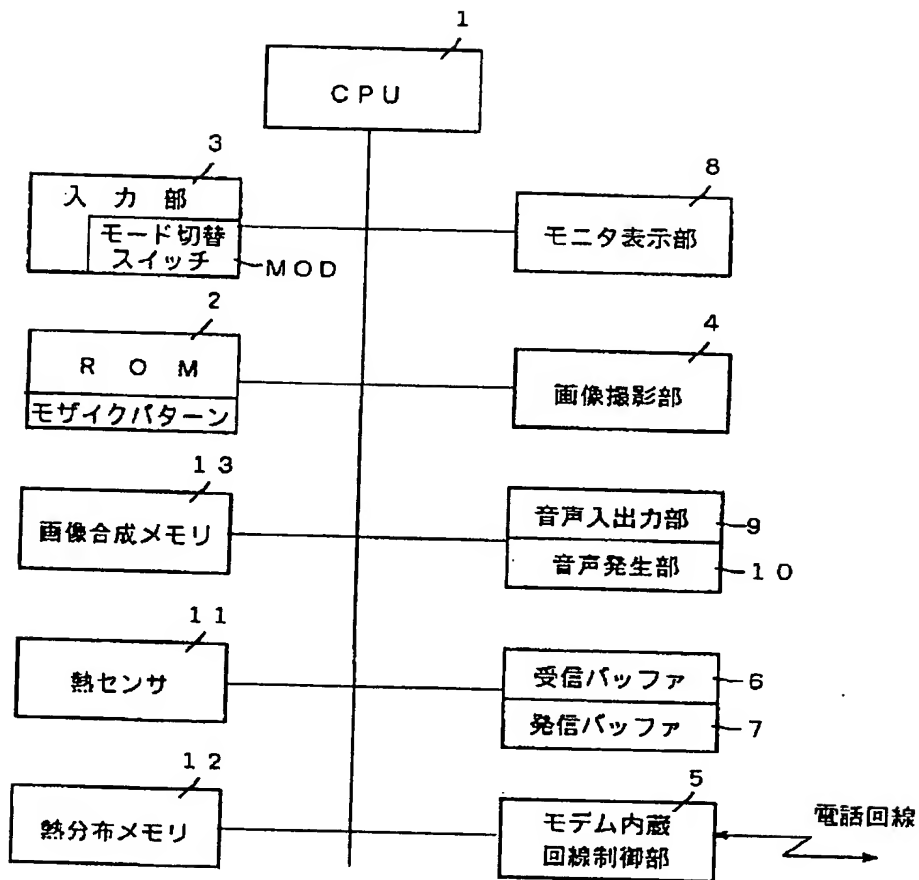 1
CPU
3
入力部
モード切替
スイッチ
MOD
8
モニタ表示部
2
ROM
モザイクパターン
4
画像撮影部
13
画像合成メモリ
音声入出力部
9
音声発生部
10
11
熱センサ
受信バッファ
6
発信バッファ
7
12
熱分布メモリ
5
モデム内蔵
回線制御部
電話回線